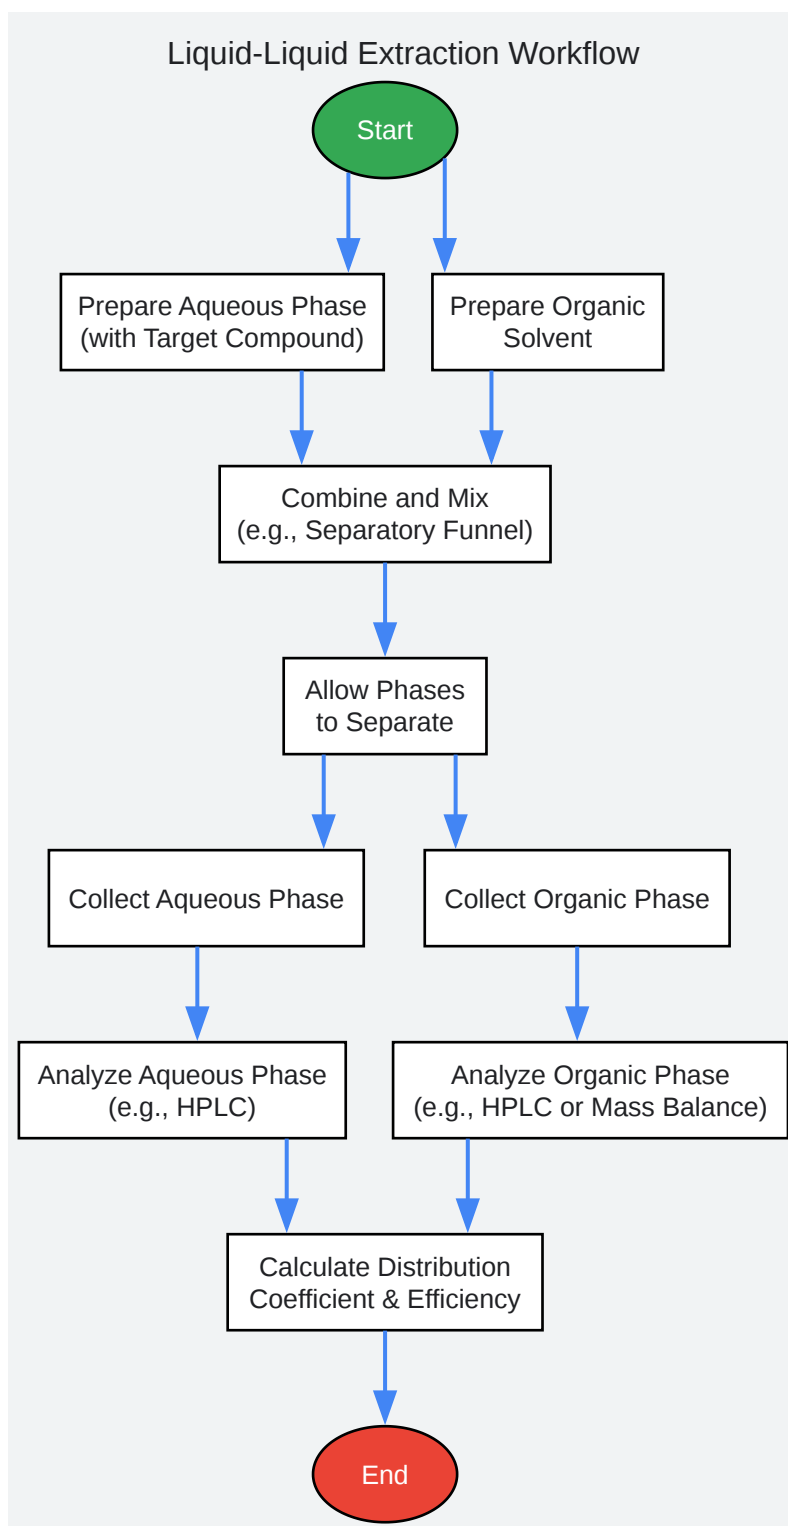 Liquid-Liquid Extraction Workflow
Start
Prepare Aqueous Phase
(with Target Compound)
Prepare Organic
Solvent
Combine and Mix
(e.g., Separatory Funnel)
Allow Phases
to Separate
Collect Aqueous Phase
Collect Organic Phase
Analyze Aqueous Phase
(e.g., HPLC)
Analyze Organic Phase
(e.g., HPLC or Mass Balance)
Calculate Distribution
Coefficient & Efficiency
End